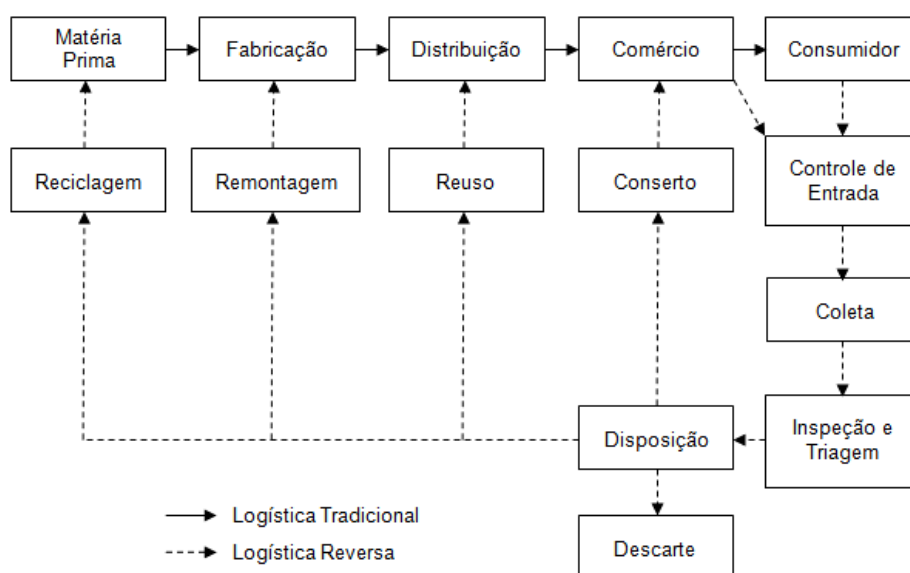 Matéria
Prima
Fabricação
Distribuição
Comércio
Consumidor
Reciclagem
Remontagem
Reuso
Conserto
Controle de
Entrada
Coleta
Disposição
Inspeção e
Triagem
Logística Tradicional
Logística Reversa
Descarte